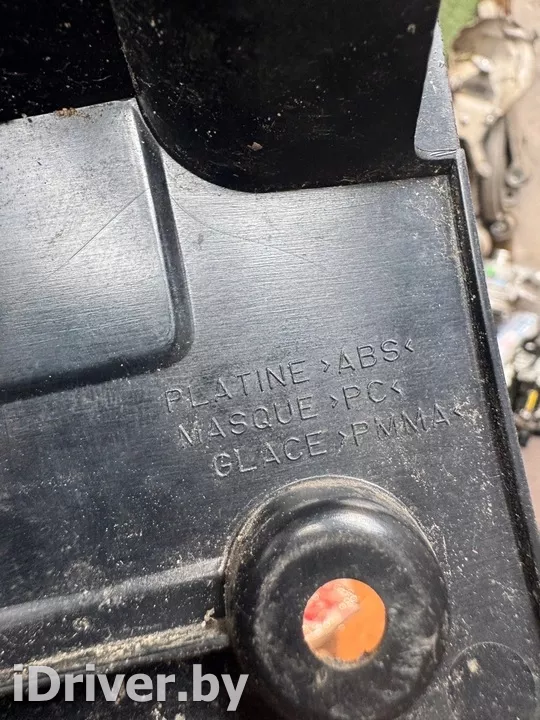 PLATINE >ABS<
MASQUE >PC<
GLACE >PMMA<
iDriver.by